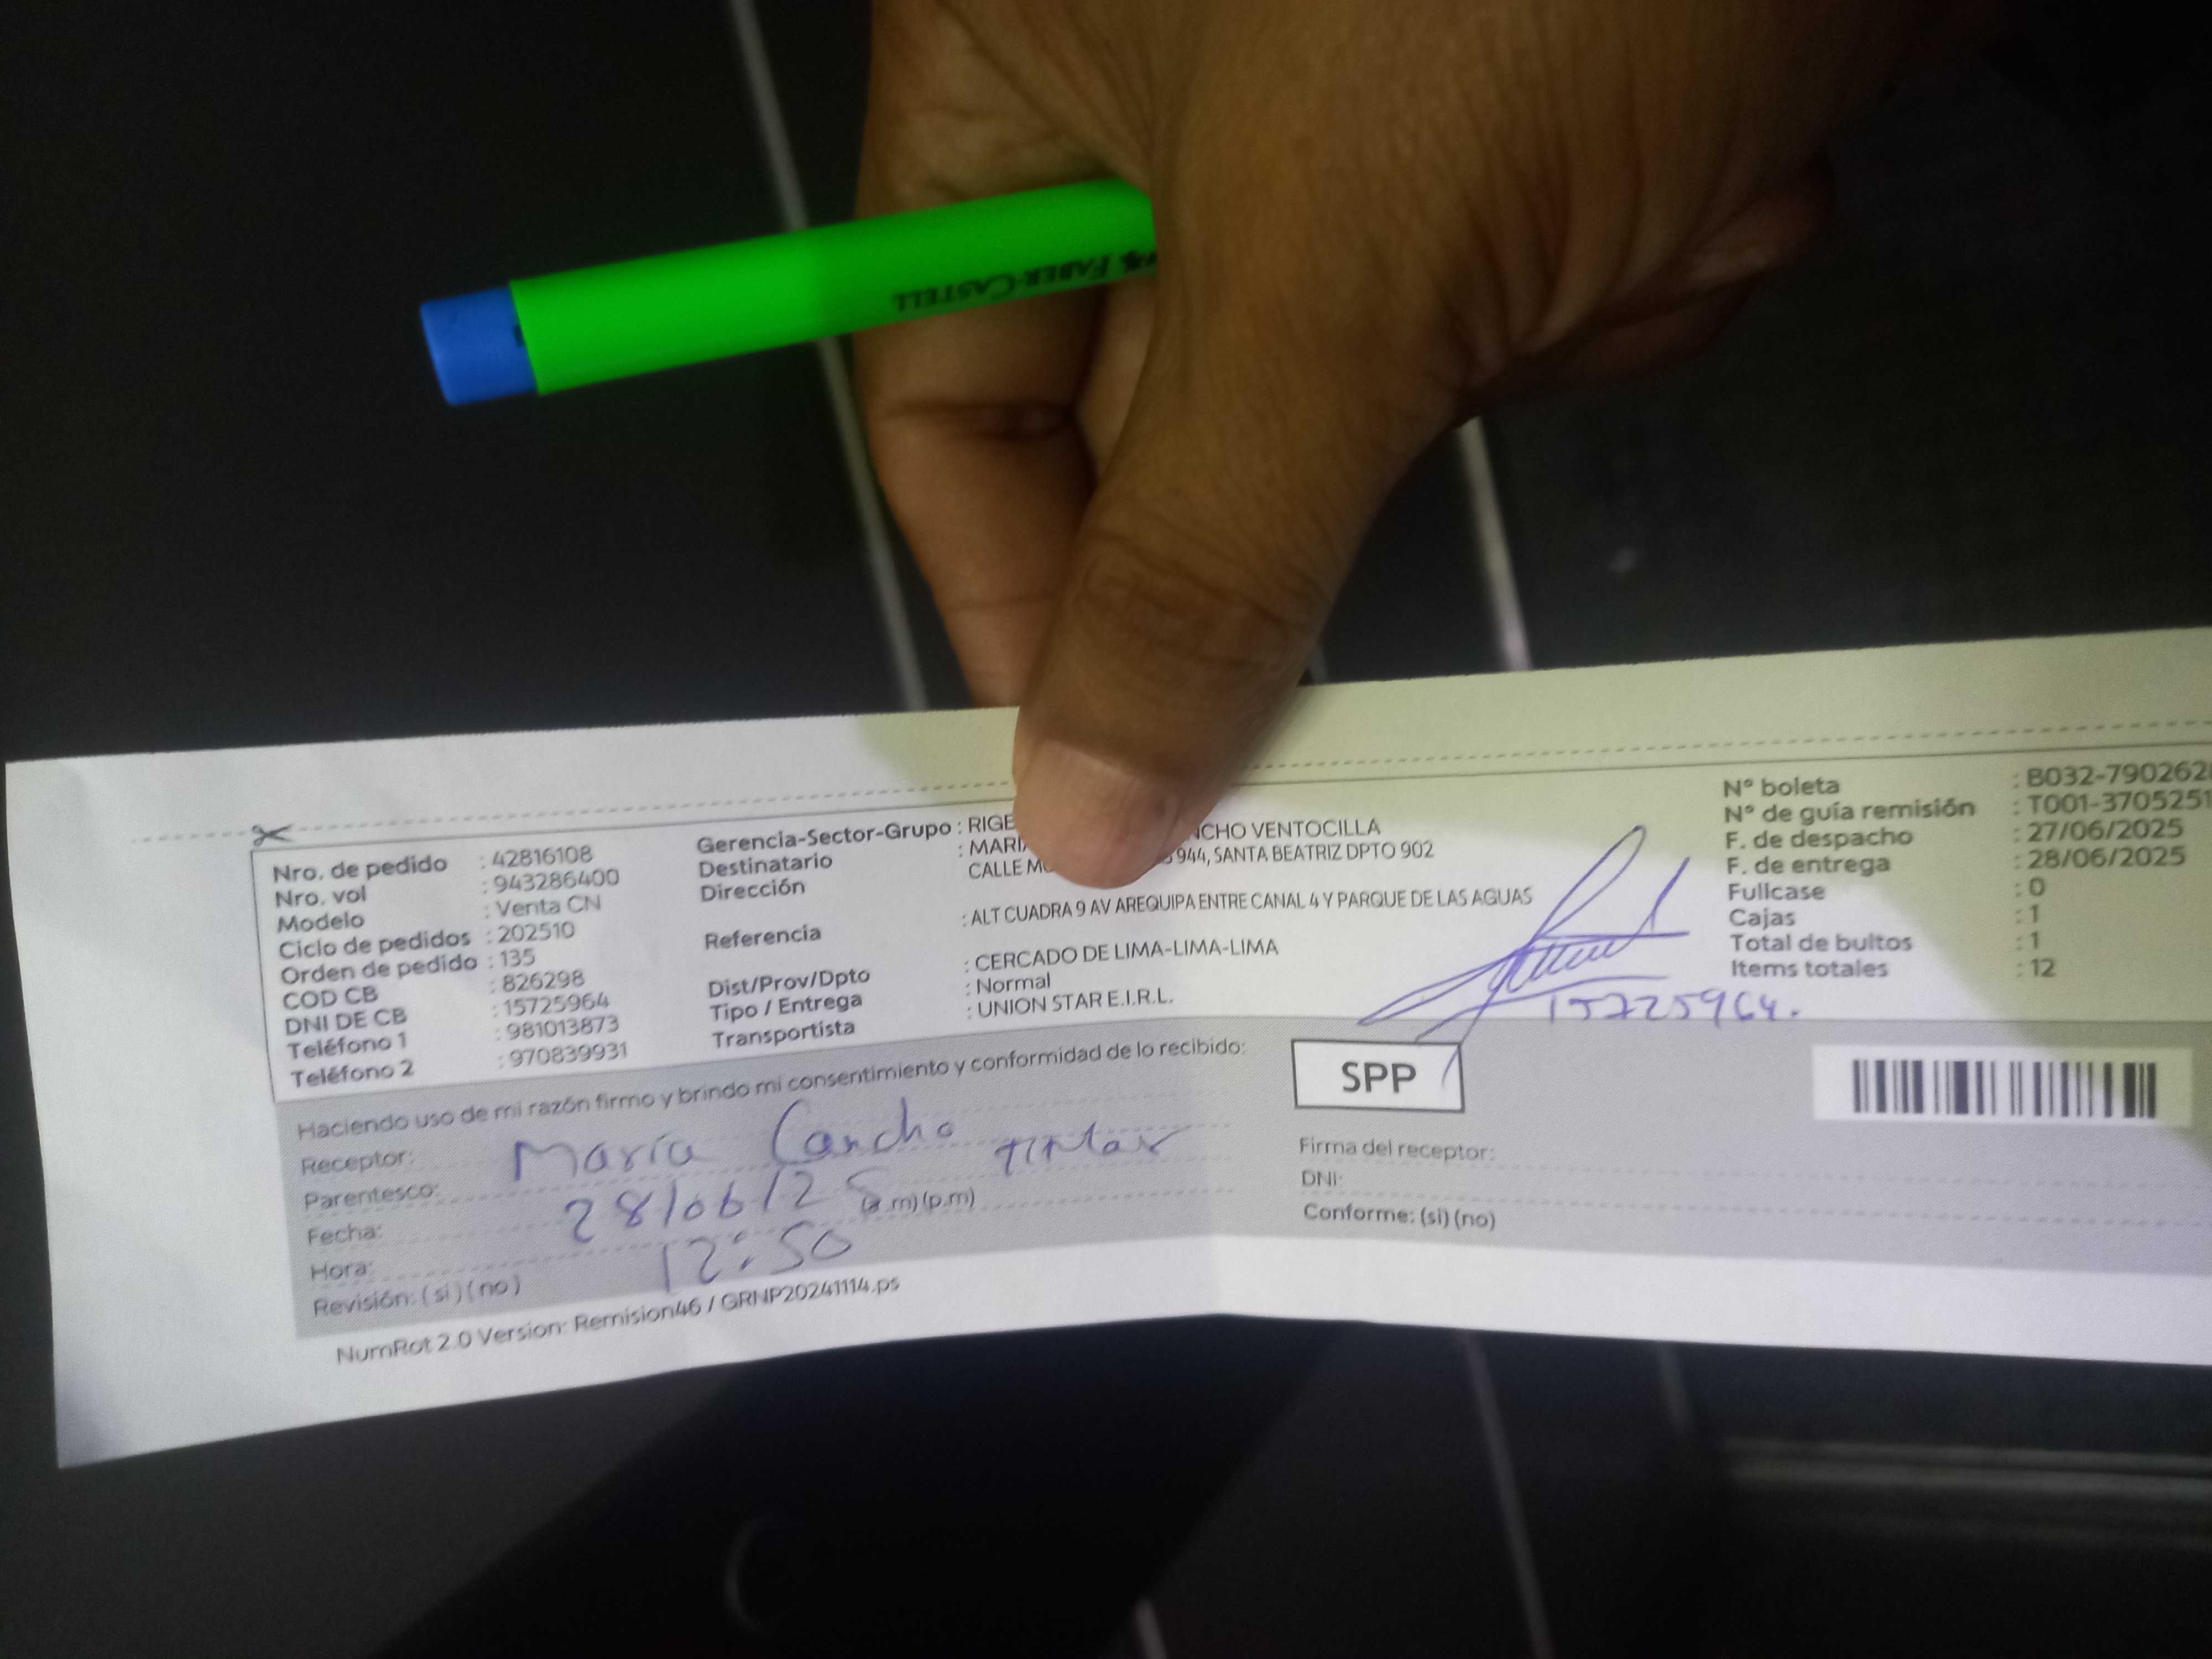 FABER-CASTELL
Nro. de pedido : 42816108
Nro. vol : 943286400
Modelo : Venta CN
Ciclo de pedidos : 202510
Orden de pedido : 135
COD CB : 826298
DNI DE CB : 15725964
Teléfono 1 : 981013873
Teléfono 2 : 970839931
Gerencia-Sector-Grupo : RIGE
Destinatario : MARI NCHO VENTOCILLA
Dirección CALLE 944, SANTA BEATRIZ DPTO 902
Referencia : ALT CUADRA 9 AV AREQUIPA ENTRE CANAL 4 Y PARQUE DE LAS AGUAS
Dist/Prov/Dpto : CERCADO DE LIMA-LIMA-LIMA
Tipo / Entrega : Normal
Transportista : UNION STAR E.I.R.L.
N° boleta : B032-790262
N° de guía remisión : T001-3705251
F. de despacho : 27/06/2025
F. de entrega : 28/06/2025
Fullcase : 0
Cajas : 1
Total de bultos : 1
Items totales : 12
15725964.
SPP
Haciendo uso de mi razón firmo y brindo mi consentimiento y conformidad de lo recibido:
Receptor: María Cancho
Parentesco: titular
Fecha: 28/06/25
Hora: 12:50 (a.m) (p.m)
Revisión: (si) (no)
Firma del receptor:
DNI:
Conforme: (si) (no)
NumRot 2.0 Version: Remision46 / GRNP20241114.ps